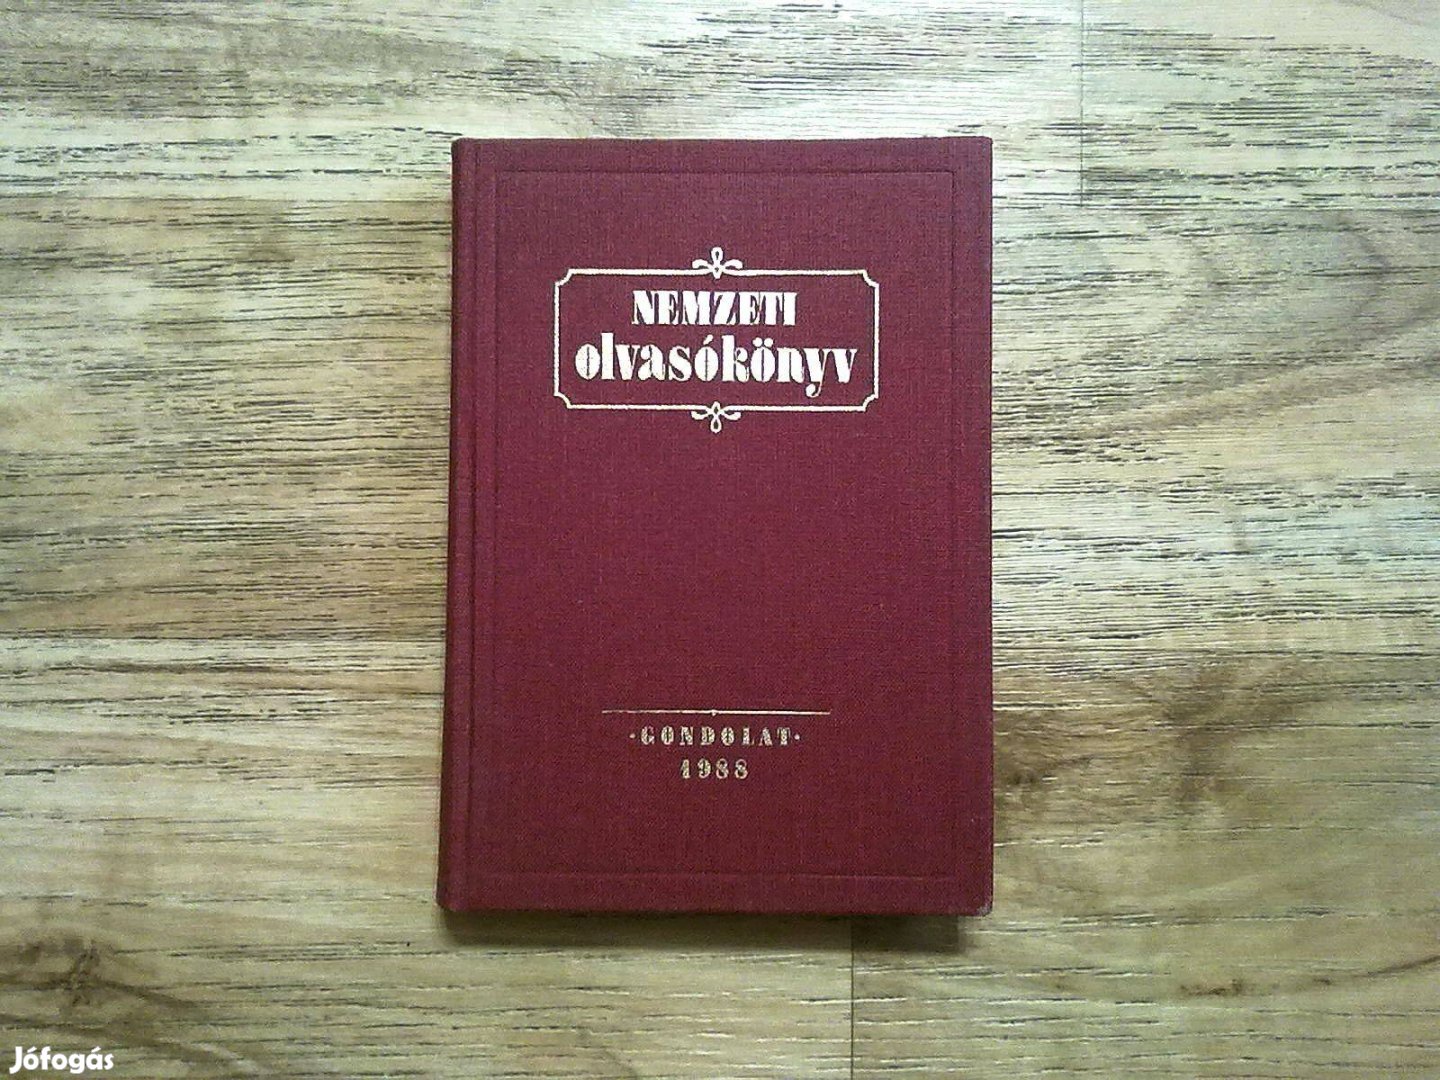 NEMZETI
olvasókönyv
·GONDOLAT·
1988
Jófogás